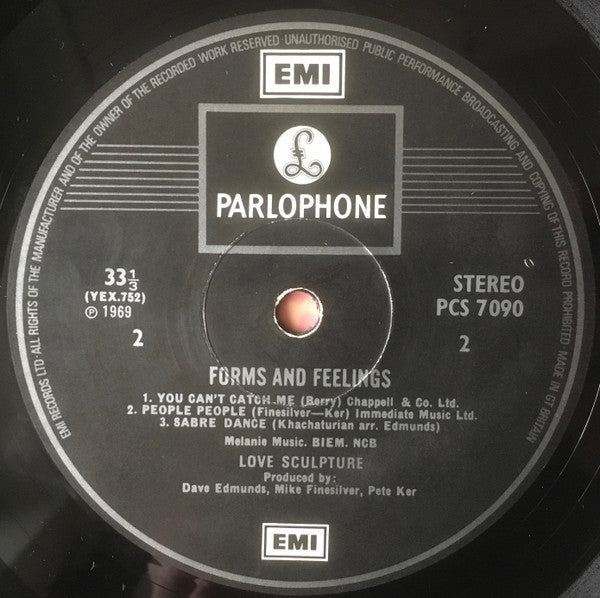 EMI
EMI RECORDS LTD · ALL RIGHTS OF THE MANUFACTURER AND OF THE OWNER OF THE RECORDED WORK RESERVED · UNAUTHORISED PUBLIC PERFORMANCE BROADCASTING AND COPYING OF THIS RECORD PROHIBITED · MADE IN GT BRITAIN
£
PARLOPHONE
33⅓
(YEX.752)
℗ 1969
2
STEREO
PCS 7090
2
FORMS AND FEELINGS
1. YOU CAN'T CATCH ME (Berry) Chappell & Co. Ltd.
2. PEOPLE PEOPLE (Finesilver—Ker) Immediate Music Ltd.
3. SABRE DANCE (Khachaturian arr. Edmunds)
Melanie Music. BIEM. NCB
LOVE SCULPTURE
Produced by:
Dave Edmunds, Mike Finesilver, Pete Ker
EMI